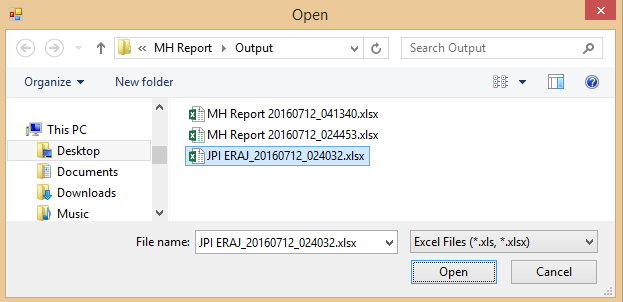 Open
« MH Report Output
Search Output
Organize New folder
This PC
Desktop
Documents
Downloads
Music
MH Report 20160712_041340.xlsx
MH Report 20160712_024453.xlsx
JPI ERAJ_20160712_024032.xlsx
File name: JPI ERAJ_20160712_024032.xlsx Excel Files (*.xls, *.xlsx)
Open Cancel